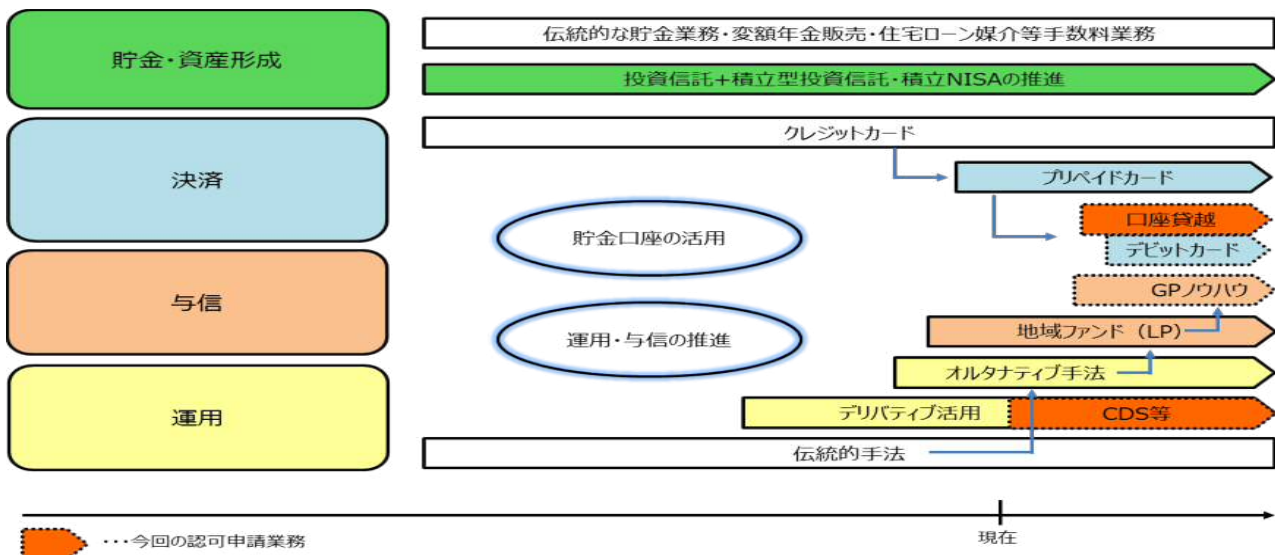 貯金・資産形成
伝統的な貯金業務・変額年金販売・住宅ローン媒介等手数料業務
投資信託+積立型投資信託・積立NISAの推進
決済
クレジットカード
プリペイドカード
口座貸越
デビットカード
貯金口座の活用
与信
GPノウハウ
地域ファンド（LP）
運用・与信の推進
運用
オルタナティブ手法
デリバティブ活用
CDS等
伝統的手法
現在
･･･今回の認可申請業務